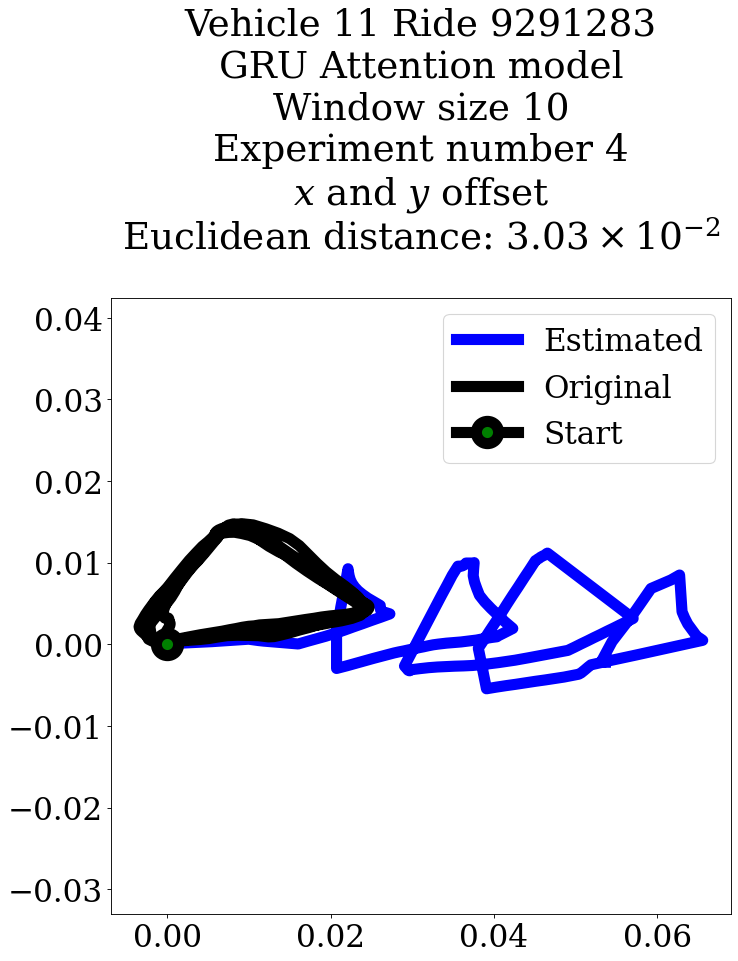 Vehicle 11 Ride 9291283
GRU Attention model
Window size 10
Experiment number 4
x and y offset
Euclidean distance: 3.03 × 10⁻²
0.04
0.03
0.02
0.01
0.00
−0.01
−0.02
−0.03
Estimated
Original
Start
0.00 0.02 0.04 0.06